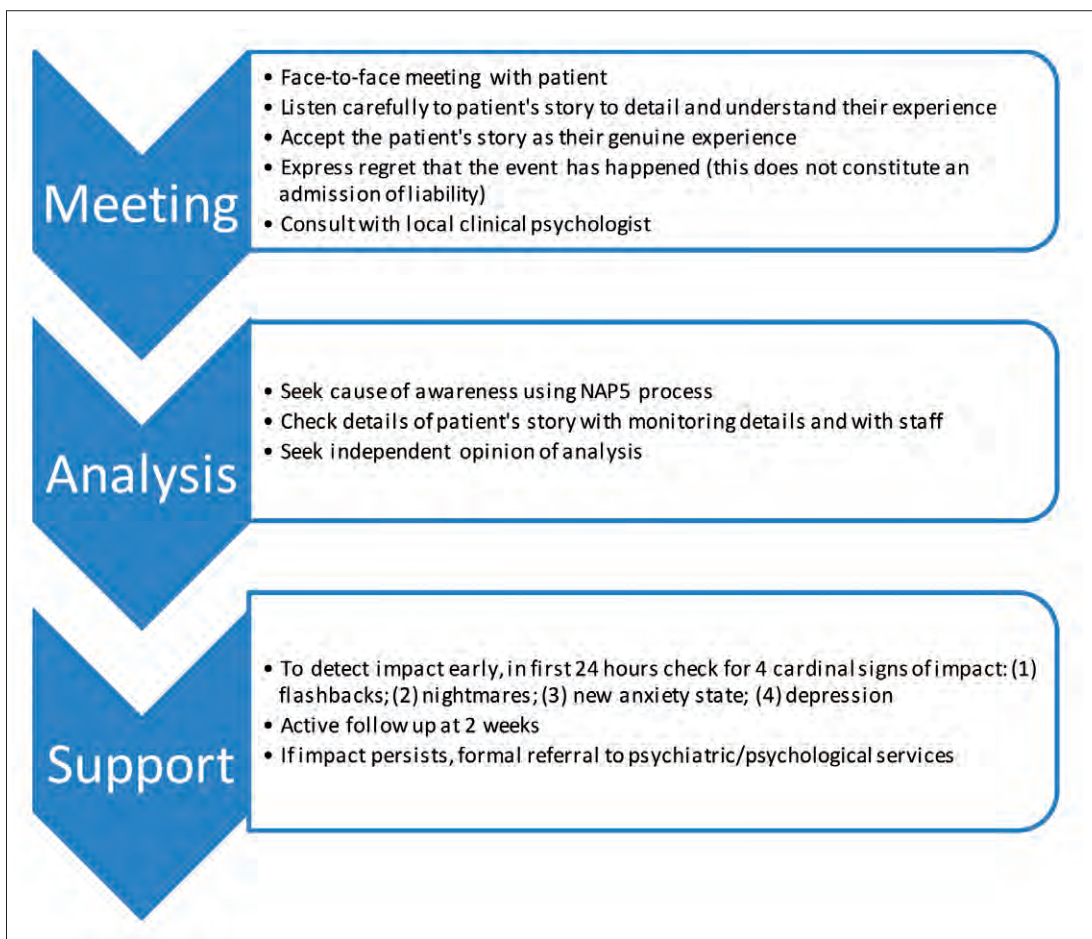 Meeting
• Face-to-face meeting with patient
• Listen carefully to patient's story to detail and understand their experience
• Accept the patient's story as their genuine experience
• Express regret that the event has happened (this does not constitute an
admission of liability)
• Consult with local clinical psychologist
Analysis
• Seek cause of awareness using NAP5 process
• Check details of patient's story with monitoring details and with staff
• Seek independent opinion of analysis
Support
• To detect impact early, in first 24 hours check for 4 cardinal signs of impact: (1)
flashbacks; (2) nightmares; (3) new anxiety state; (4) depression
• Active follow up at 2 weeks
• If impact persists, formal referral to psychiatric/psychological services